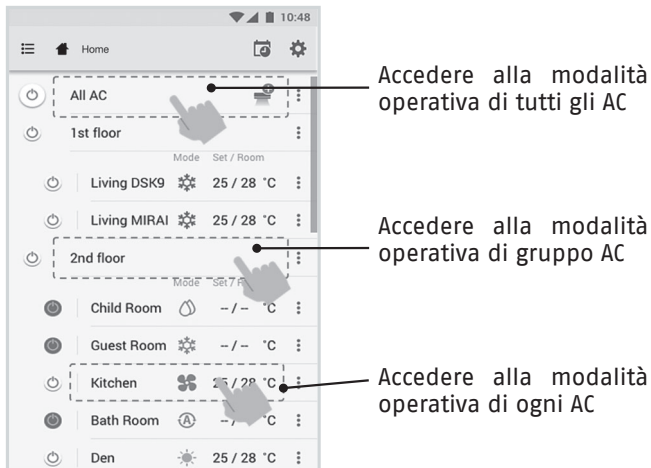 10:48
Home
All AC
1st floor
Mode Set / Room
Living DSK9 25 / 28 °C
Living MIRAI 25 / 28 °C
2nd floor
Mode Set /
Child Room -- / -- °C
Guest Room -- / -- °C
Kitchen 25 / 28 °C
Bath Room A -- / °C
Den 25 / 28 °C
Accedere alla modalità
operativa di tutti gli AC
Accedere alla modalità
operativa di gruppo AC
Accedere alla modalità
operativa di ogni AC